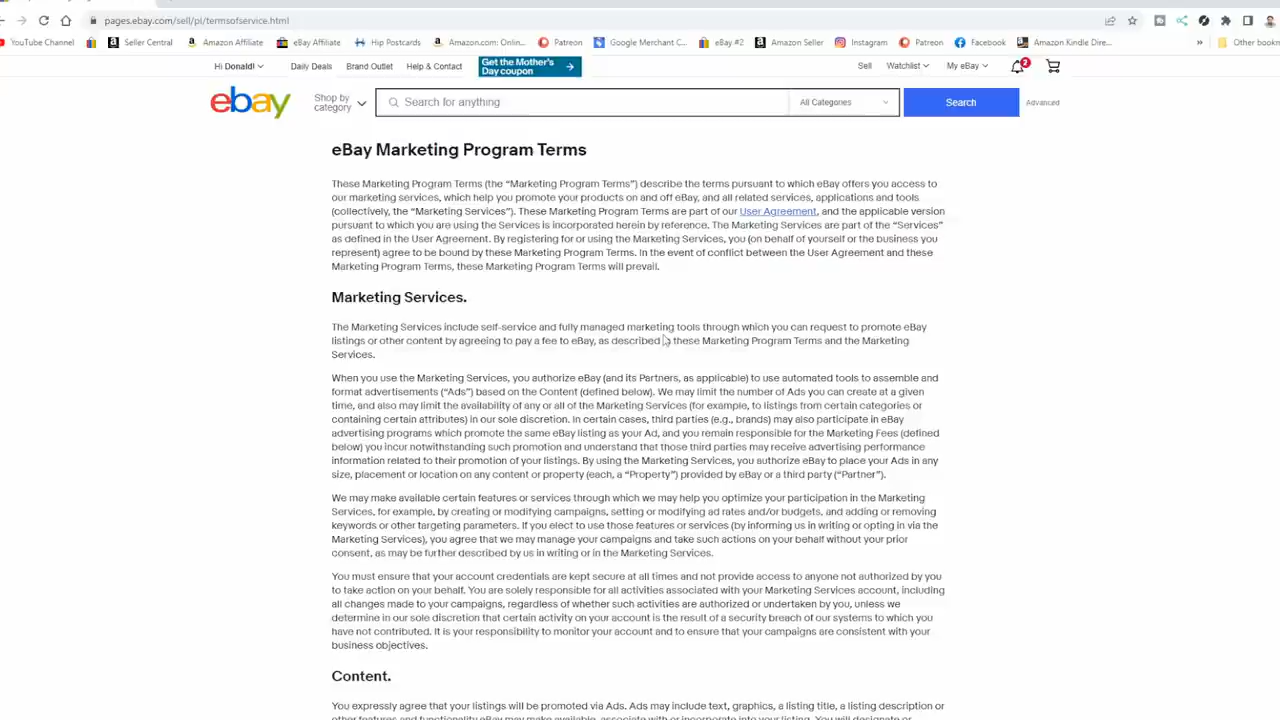 pages.ebay.com/sell/pl/termsofservice.html
YouTube Channel Seller Central Amazon Affiliate eBay Affiliate Hip Postcards Amazon.com: Onlin... Patreon Google Merchant C... eBay #2 Amazon Seller Instagram Patreon Facebook Amazon Kindle Dire... » Other book
Hi Donald! Daily Deals Brand Outlet Help & Contact Get the Mother's Day coupon Sell Watchlist My eBay 2
ebay Shop by category Search for anything All Categories Search Advanced
eBay Marketing Program Terms
These Marketing Program Terms (the “Marketing Program Terms”) describe the terms pursuant to which eBay offers you access to
our marketing services, which help you promote your products on and off eBay, and all related services, applications and tools
(collectively, the “Marketing Services”). These Marketing Program Terms are part of our User Agreement, and the applicable version
pursuant to which you are using the Services is incorporated herein by reference. The Marketing Services are part of the “Services”
as defined in the User Agreement. By registering for or using the Marketing Services, you (on behalf of yourself or the business you
represent) agree to be bound by these Marketing Program Terms. In the event of conflict between the User Agreement and these
Marketing Program Terms, these Marketing Program Terms will prevail.
Marketing Services.
The Marketing Services include self-service and fully managed marketing tools through which you can request to promote eBay
listings or other content by agreeing to pay a fee to eBay, as described in these Marketing Program Terms and the Marketing
Services.
When you use the Marketing Services, you authorize eBay (and its Partners, as applicable) to use automated tools to assemble and
format advertisements (“Ads”) based on the Content (defined below). We may limit the number of Ads you can create at a given
time, and also may limit the availability of any or all of the Marketing Services (for example, to listings from certain categories or
containing certain attributes) in our sole discretion. In certain cases, third parties (e.g., brands) may also participate in eBay
advertising programs which promote the same eBay listing as your Ad, and you remain responsible for the Marketing Fees (defined
below) you incur notwithstanding such promotion and understand that those third parties may receive advertising performance
information related to their promotion of your listings. By using the Marketing Services, you authorize eBay to place your Ads in any
size, placement or location on any content or property (each, a “Property”) provided by eBay or a third party (“Partner”).
We may make available certain features or services through which we may help you optimize your participation in the Marketing
Services, for example, by creating or modifying campaigns, setting or modifying ad rates and/or budgets, and adding or removing
keywords or other targeting parameters. If you elect to use those features or services (by informing us in writing or opting in via the
Marketing Services), you agree that we may manage your campaigns and take such actions on your behalf without your prior
consent, as may be further described by us in writing or in the Marketing Services.
You must ensure that your account credentials are kept secure at all times and not provide access to anyone not authorized by you
to take action on your behalf. You are solely responsible for all activities associated with your Marketing Services account, including
all changes made to your campaigns, regardless of whether such activities are authorized or undertaken by you, unless we
determine in our sole discretion that certain activity on your account is the result of a security breach of our systems to which you
have not contributed. It is your responsibility to monitor your account and to ensure that your campaigns are consistent with your
business objectives.
Content.
You expressly agree that your listings will be promoted via Ads. Ads may include text, graphics, a listing title, a listing description or
other features and functionality eBay may make available, associate with or incorporate into your listing. You will designate or